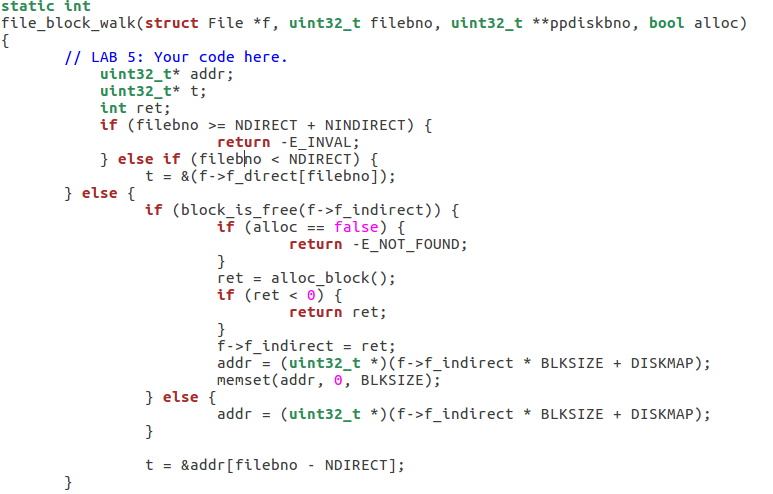 static int
file_block_walk(struct File *f, uint32_t filebno, uint32_t **ppdiskbno, bool alloc)
{
// LAB 5: Your code here.
uint32_t* addr;
uint32_t* t;
int ret;
if (filebno >= NDIRECT + NINDIRECT) {
return -E_INVAL;
} else if (filebno < NDIRECT) {
t = &(f->f_direct[filebno]);
} else {
if (block_is_free(f->f_indirect)) {
if (alloc == false) {
return -E_NOT_FOUND;
}
ret = alloc_block();
if (ret < 0) {
return ret;
}
f->f_indirect = ret;
addr = (uint32_t *)(f->f_indirect * BLKSIZE + DISKMAP);
memset(addr, 0, BLKSIZE);
} else {
addr = (uint32_t *)(f->f_indirect * BLKSIZE + DISKMAP);
}
t = &addr[filebno - NDIRECT];
}